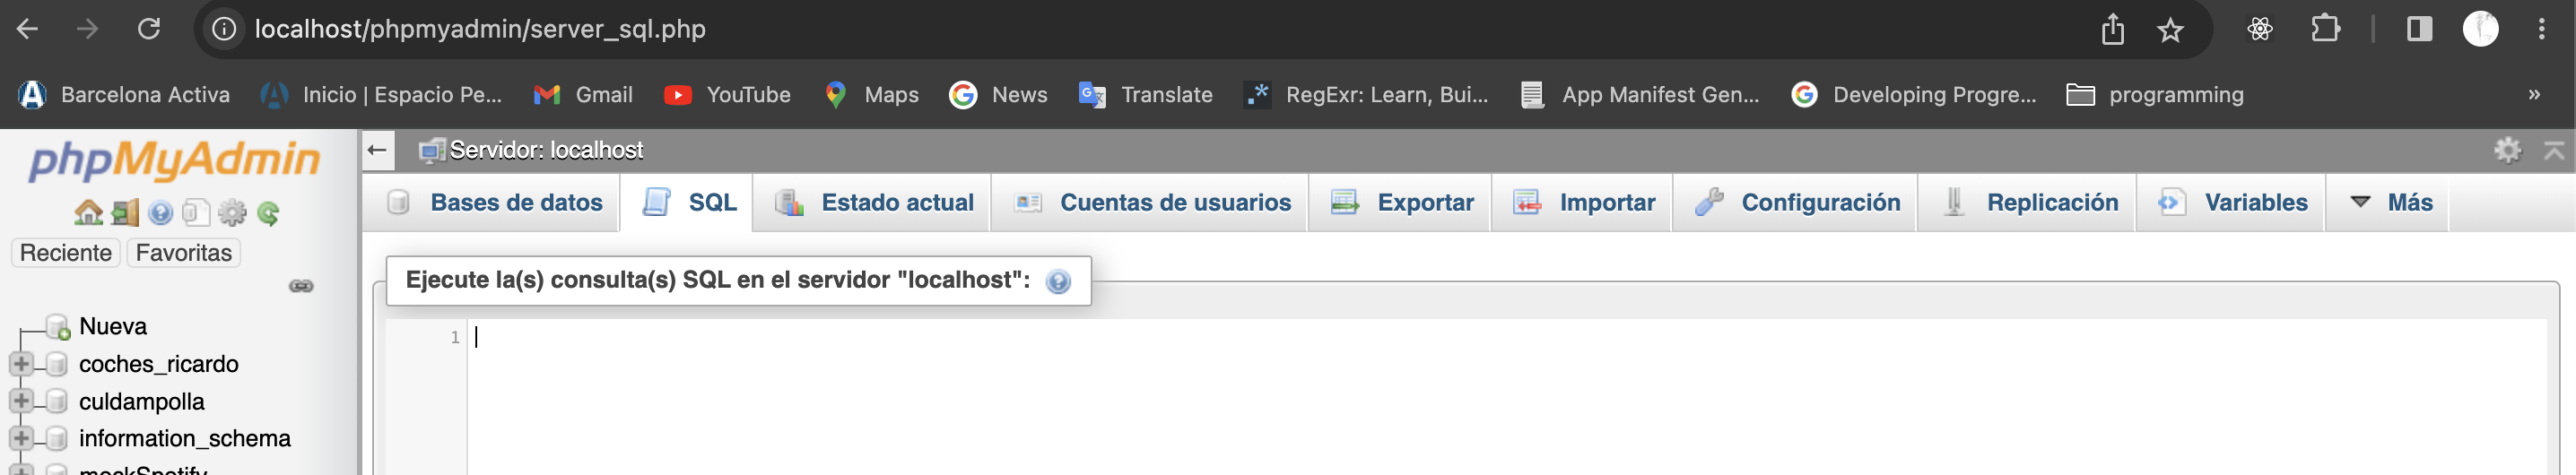 localhost/phpmyadmin/server_sql.php
Barcelona Activa Inicio | Espacio Pe... Gmail YouTube Maps News Translate RegExr: Learn, Bui... App Manifest Gen... Developing Progre... programming »
phpMyAdmin
Servidor: localhost
Bases de datos SQL Estado actual Cuentas de usuarios Exportar Importar Configuración Replicación Variables Más
Reciente Favoritas
Ejecute la(s) consulta(s) SQL en el servidor "localhost":
1
Nueva
coches_ricardo
culdampolla
information_schema
mockSpotify